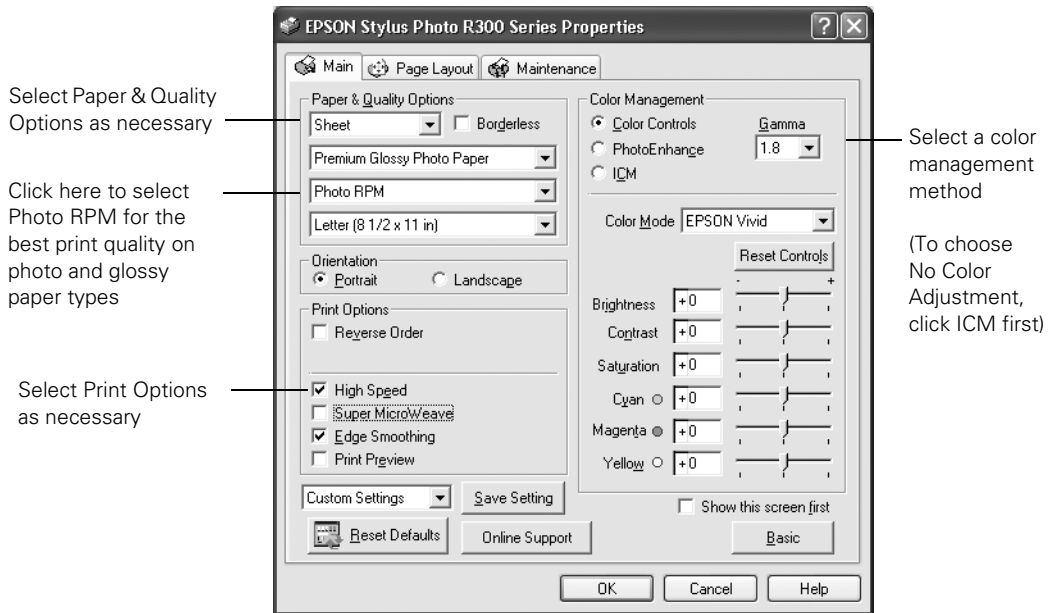 EPSON Stylus Photo R300 Series Properties
Main
Page Layout
Maintenance
Select Paper & Quality
Options as necessary
Click here to select
Photo RPM for the
best print quality on
photo and glossy
paper types
Select Print Options
as necessary
Paper & Quality Options
Sheet
Borderless
Premium Glossy Photo Paper
Photo RPM
Letter (8 1/2 x 11 in)
Orientation
Portrait
Landscape
Print Options
Reverse Order
High Speed
Super MicroWeave
Edge Smoothing
Print Preview
Custom Settings
Save Setting
Reset Defaults
Online Support
Color Management
Color Controls
PhotoEnhance
ICM
Gamma
1.8
Color Mode EPSON Vivid
Reset Controls
- +
Brightness +0
Contrast +0
Saturation +0
Cyan +0
Magenta +0
Yellow +0
Show this screen first
Basic
OK
Cancel
Help
Select a color
management
method
(To choose
No Color
Adjustment,
click ICM first)